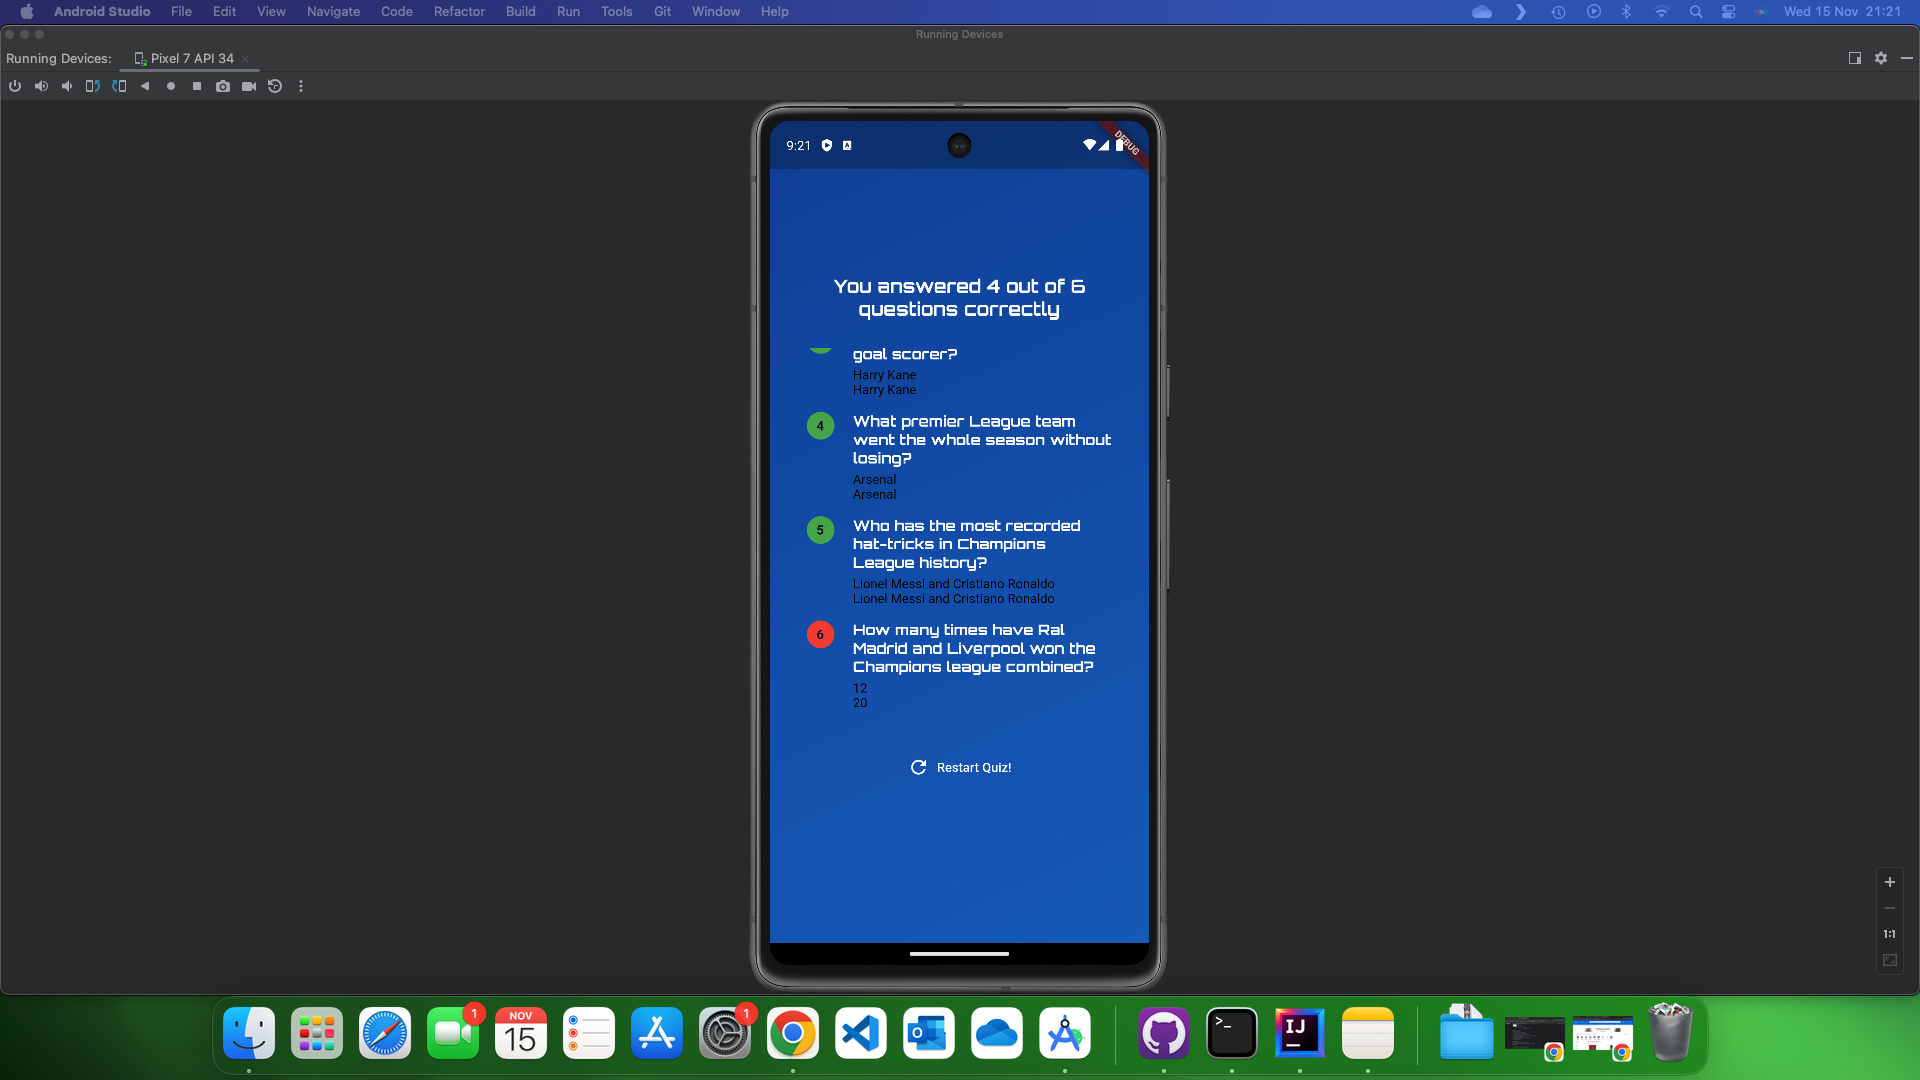 Android Studio File Edit View Navigate Code Refactor Build Run Tools Git Window Help Wed 15 Nov 21:21
Running Devices
Running Devices: Pixel 7 API 34
9:21
DEBUG
You answered 4 out of 6
questions correctly
goal scorer?
Harry Kane
Harry Kane
4 What premier League team
went the whole season without
losing?
Arsenal
Arsenal
5 Who has the most recorded
hat-tricks in Champions
League history?
Lionel Messi and Cristiano Ronaldo
Lionel Messi and Cristiano Ronaldo
6 How many times have Ral
Madrid and Liverpool won the
Champions league combined?
12
20
Restart Quiz!
1:1
1
NOV
15
1
IJ